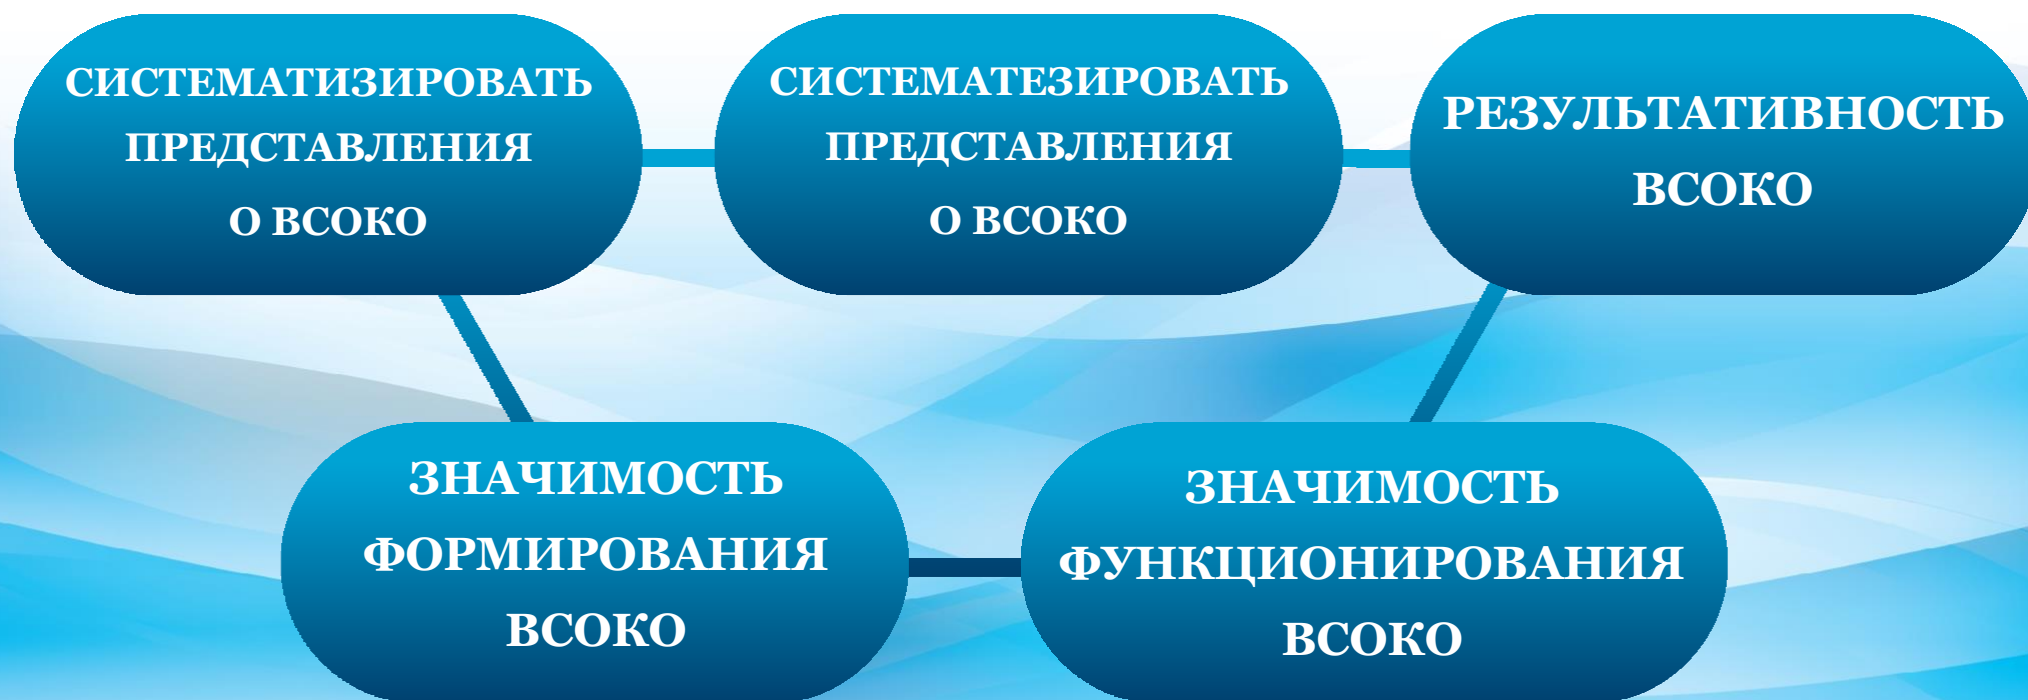 СИСТЕМАТИЗИРОВАТЬ
ПРЕДСТАВЛЕНИЯ
О ВСОКО
СИСТЕМАТЕЗИРОВАТЬ
ПРЕДСТАВЛЕНИЯ
О ВСОКО
РЕЗУЛЬТАТИВНОСТЬ
ВСОКО
ЗНАЧИМОСТЬ
ФОРМИРОВАНИЯ
ВСОКО
ЗНАЧИМОСТЬ
ФУНКЦИОНИРОВАНИЯ
ВСОКО